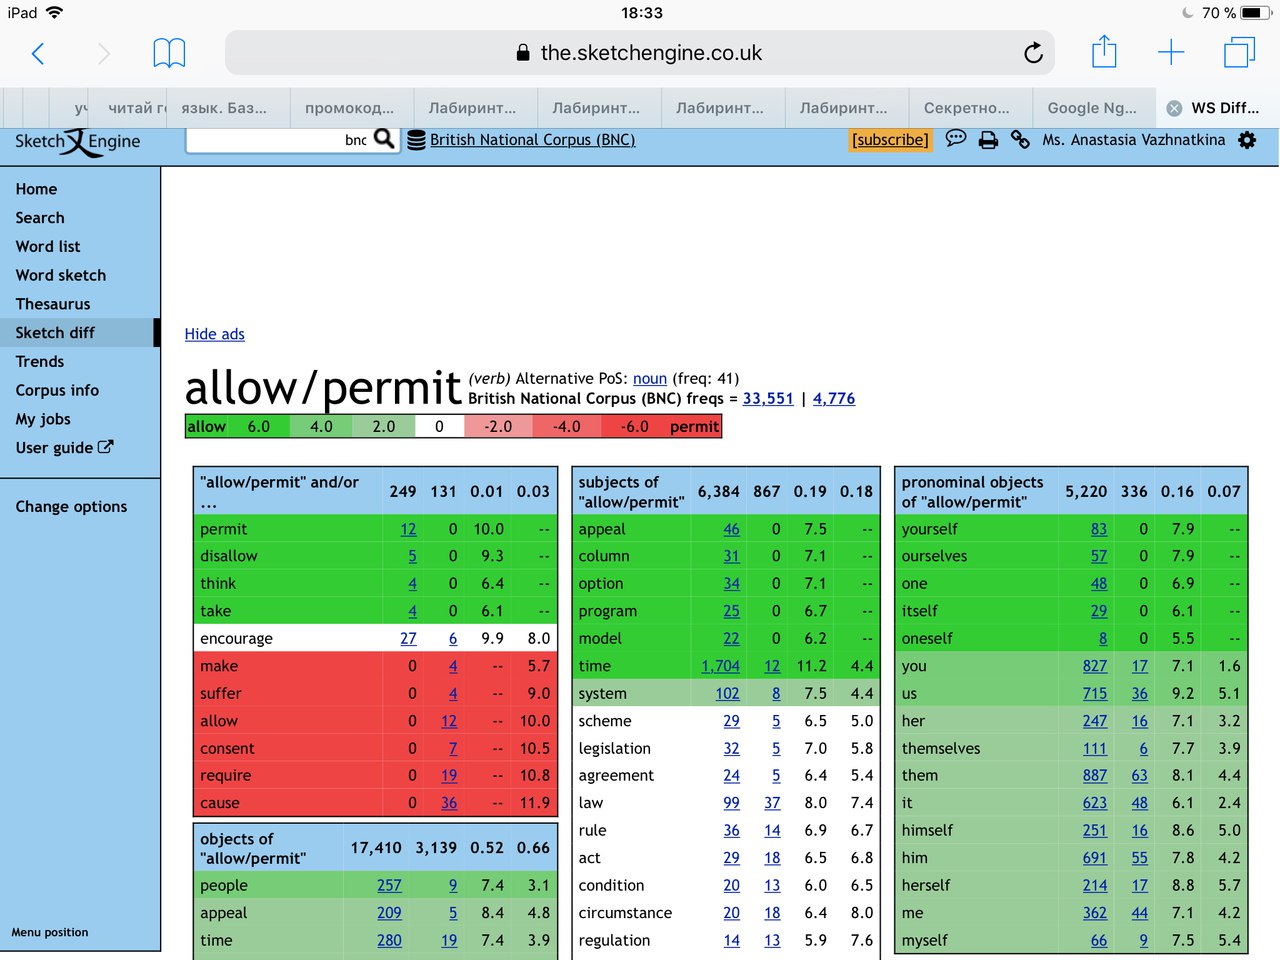 iPad 18:33 70 %
the.sketchengine.co.uk
уч читай го язык. Баз... промокод... Лабиринт... Лабиринт... Лабиринт... Лабиринт... Секретно... Google Ng... WS Diff...
Sketch Engine bnc British National Corpus (BNC) [subscribe] Ms. Anastasia Vazhnatkina
Home
Search
Word list
Word sketch
Thesaurus
Sketch diff
Trends
Corpus info
My jobs
User guide
Change options
Menu position
Hide ads
allow/permit (verb) Alternative PoS: noun (freq: 41)
British National Corpus (BNC) freqs = 33,551 | 4,776
allow 6.0 4.0 2.0 0 -2.0 -4.0 -6.0 permit
"allow/permit" and/or ... 249 131 0.01 0.03
permit 12 0 10.0 --
disallow 5 0 9.3 --
think 4 0 6.4 --
take 4 0 6.1 --
encourage 27 6 9.9 8.0
make 0 4 -- 5.7
suffer 0 4 -- 9.0
allow 0 12 -- 10.0
consent 0 7 -- 10.5
require 0 19 -- 10.8
cause 0 36 -- 11.9
objects of "allow/permit" 17,410 3,139 0.52 0.66
people 257 9 7.4 3.1
appeal 209 5 8.4 4.8
time 280 19 7.4 3.9
subjects of "allow/permit" 6,384 867 0.19 0.18
appeal 46 0 7.5 --
column 31 0 7.1 --
option 34 0 7.1 --
program 25 0 6.7 --
model 22 0 6.2 --
time 1,704 12 11.2 4.4
system 102 8 7.5 4.4
scheme 29 5 6.5 5.0
legislation 32 5 7.0 5.8
agreement 24 5 6.4 5.4
law 99 37 8.0 7.4
rule 36 14 6.9 6.7
act 29 18 6.5 6.8
condition 20 13 6.0 6.5
circumstance 20 18 6.4 8.0
regulation 14 13 5.9 7.6
pronominal objects of "allow/permit" 5,220 336 0.16 0.07
yourself 83 0 7.9 --
ourselves 57 0 7.9 --
one 48 0 6.9 --
itself 29 0 6.1 --
oneself 8 0 5.5 --
you 827 17 7.1 1.6
us 715 36 9.2 5.1
her 247 16 7.1 3.2
themselves 111 6 7.7 3.9
them 887 63 8.1 4.4
it 623 48 6.1 2.4
himself 251 16 8.6 5.0
him 691 55 7.8 4.2
herself 214 17 8.8 5.7
me 362 44 7.1 4.2
myself 66 9 7.5 5.4